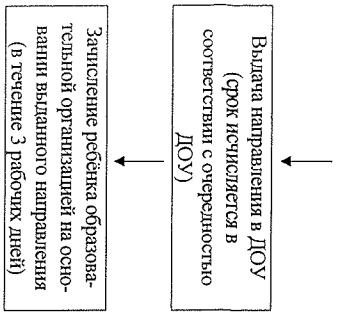 Выдача направления в ДОУ
(срок исчисляется в
соответствии с очередностью
ДОУ)
Зачисление ребёнка образова-
тельной организацией на осно-
вании выданного направления
(в течение 3 рабочих дней)